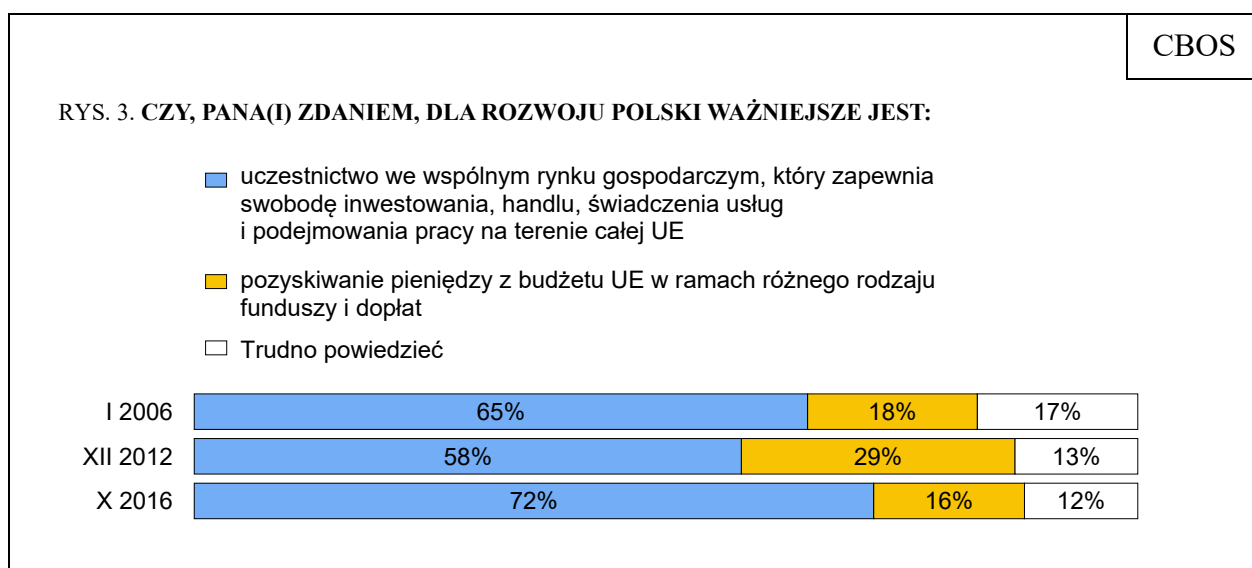 CBOS
RYS. 3. CZY, PANA(I) ZDANIEM, DLA ROZWOJU POLSKI WAŻNIEJSZE JEST:
uczestnictwo we wspólnym rynku gospodarczym, który zapewnia
swobodę inwestowania, handlu, świadczenia usług
i podejmowania pracy na terenie całej UE
pozyskiwanie pieniędzy z budżetu UE w ramach różnego rodzaju
funduszy i dopłat
Trudno powiedzieć
I 2006 65% 18% 17%
XII 2012 58% 29% 13%
X 2016 72% 16% 12%